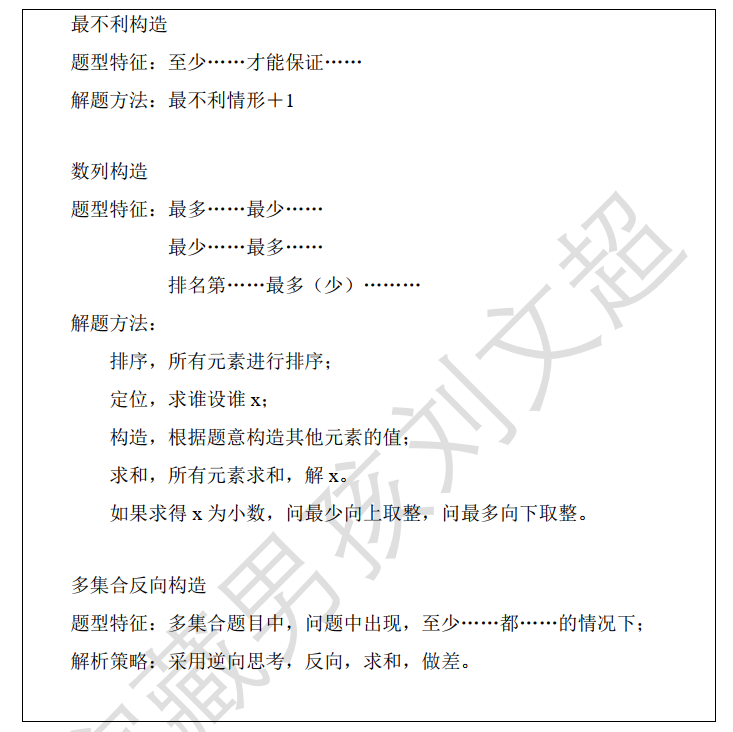 最不利构造
题型特征：至少……才能保证……
解题方法：最不利情形＋1
数列构造
题型特征：最多……最少……
最少……最多……
排名第……最多（少）………
解题方法：
排序，所有元素进行排序；
定位，求谁设谁 x；
构造，根据题意构造其他元素的值；
求和，所有元素求和，解 x。
如果求得 x 为小数，问最少向上取整，问最多向下取整。
多集合反向构造
题型特征：多集合题目中，问题中出现，至少……都……的情况下；
解析策略：采用逆向思考，反向，求和，做差。
藏男孩刘文超